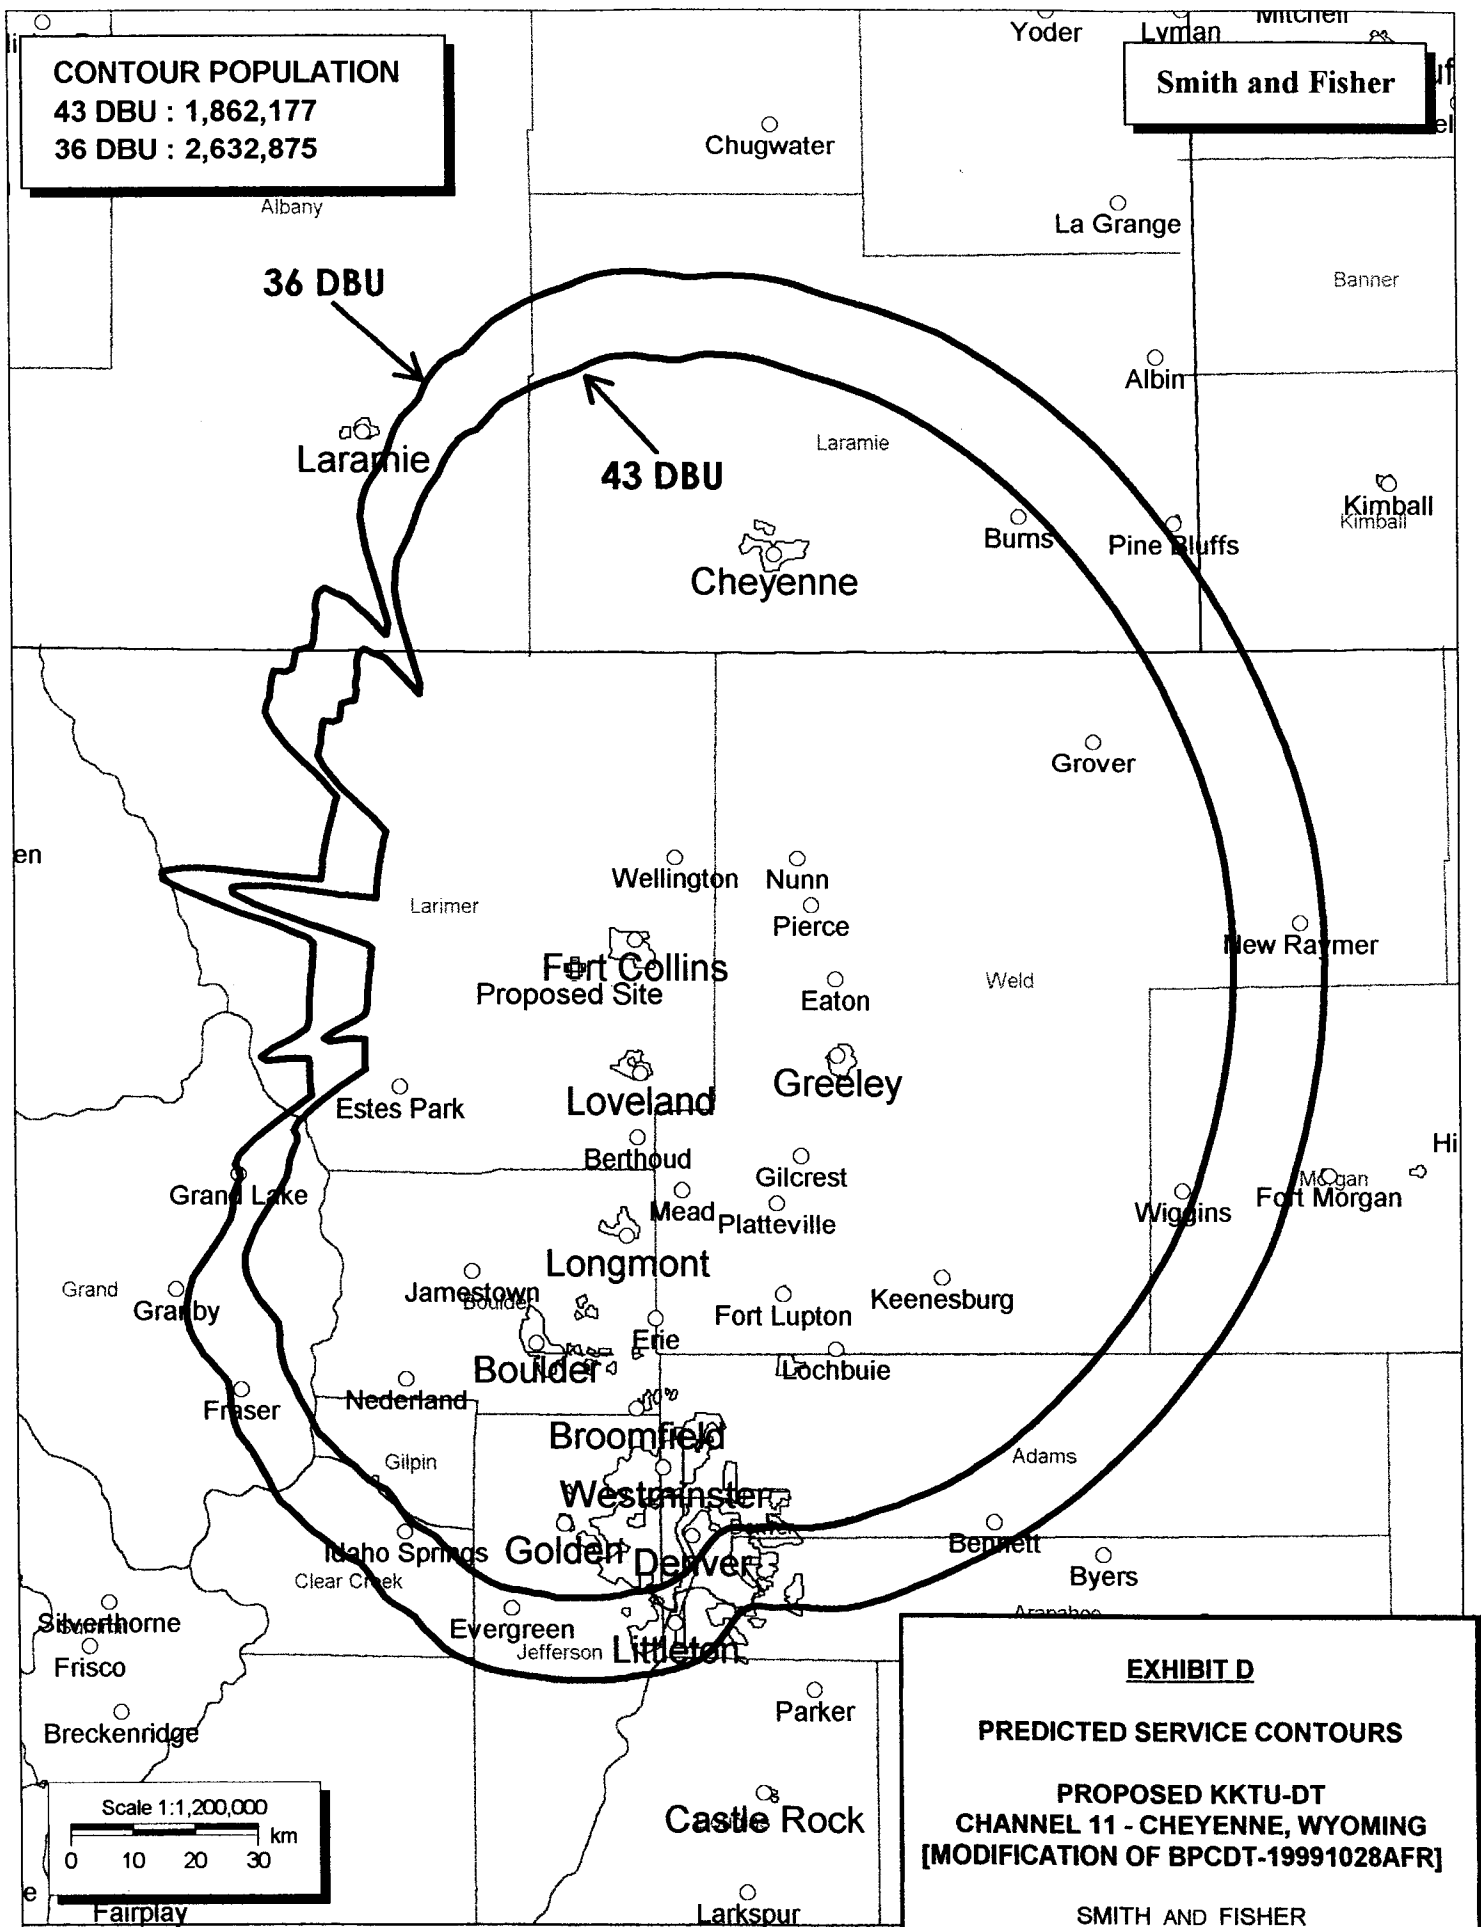 Yoder
Lyman
Mitchell
CONTOUR POPULATION
43 DBU : 1,862,177
36 DBU : 2,632,875
Smith and Fisher
Chugwater
Albany
La Grange
36 DBU
Banner
Albin
Laramie
Laramie
43 DBU
Kimball
Kimball
Burns
Pine Bluffs
Cheyenne
Grover
en
Wellington
Nunn
Larimer
Pierce
New Raymer
Fort Collins
Proposed Site
Eaton
Weld
Greeley
Loveland
Estes Park
Hi
Berthoud
Gilcrest
Morgan
Grand Lake
Fort Morgan
Mead
Platteville
Wiggins
Longmont
Grand
Jamestown
Boulder
Granby
Fort Lupton
Keenesburg
Erie
Boulder
Lochbuie
Nederland
Fraser
Broomfield
Gilpin
Adams
Westminster
Denver
Idaho Springs
Golden
Denver
Bennett
Clear Creek
Byers
Arapahoe
Silverthorne
Evergreen
Jefferson
Littleton
Frisco
Parker
Breckenridge
Castle Rock
Scale 1:1,200,000
km
0 10 20 30
e
Fairplay
Larkspur
EXHIBIT D
PREDICTED SERVICE CONTOURS
PROPOSED KKTU-DT
CHANNEL 11 - CHEYENNE, WYOMING
[MODIFICATION OF BPCDT-19991028AFR]
SMITH AND FISHER